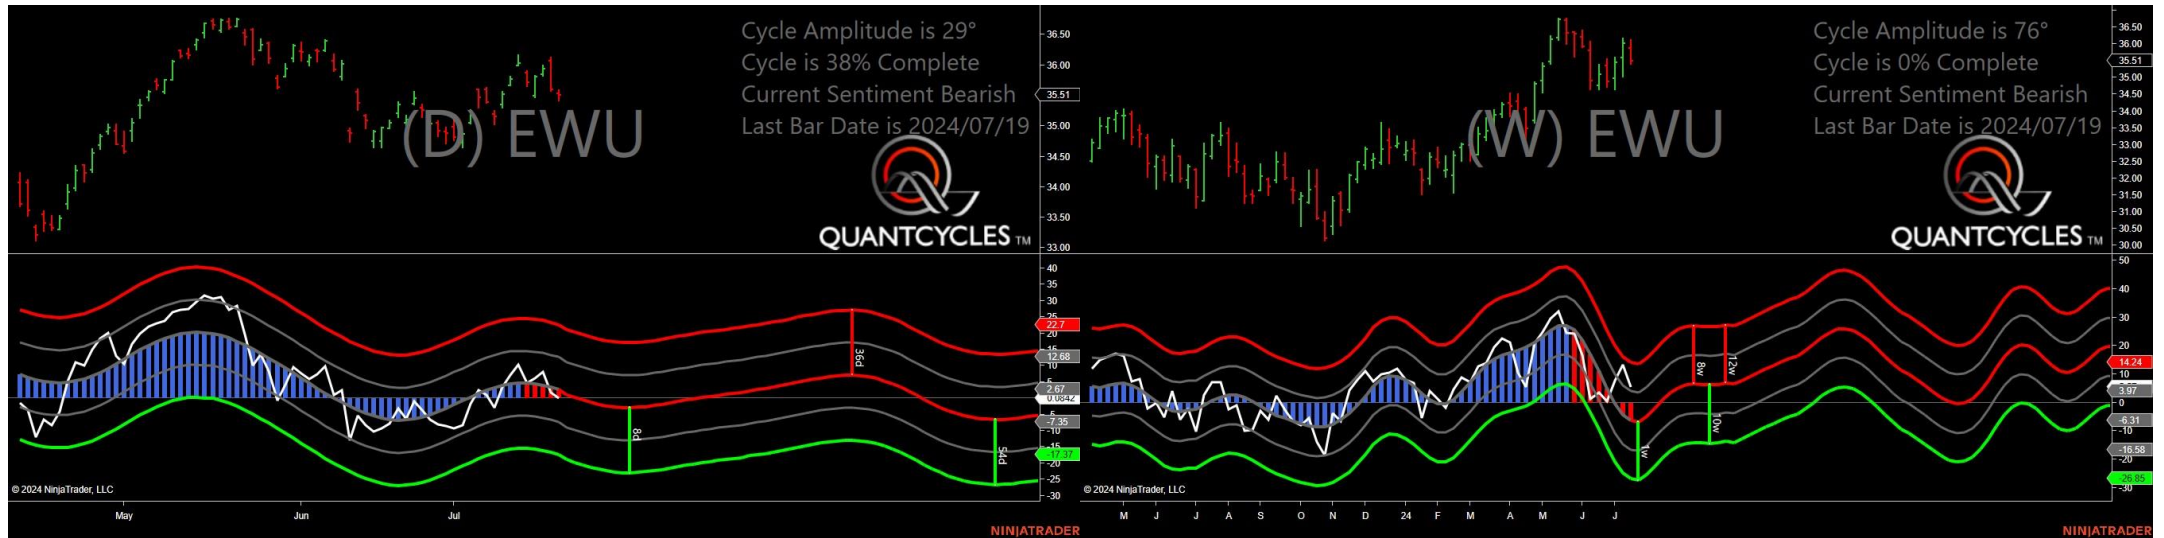 Cycle Amplitude is 29°
Cycle is 38% Complete
Current Sentiment Bearish
Last Bar Date is 2024/07/19
(D) EWU
QUANTCYCLES TM
36.50
36.00
35.51
35.00
34.50
34.00
33.50
33.00
40
35
30
25
22.7
15
12.68
10
5
2.67
0.0842
-5
-7.35
-10
-15
-17.37
-20
-25
-30
8d
36d
54d
© 2024 NinjaTrader, LLC
May
Jun
Jul
NINJATRADER
Cycle Amplitude is 76°
Cycle is 0% Complete
Current Sentiment Bearish
Last Bar Date is 2024/07/19
(W) EWU
QUANTCYCLES TM
36.50
36.00
35.51
35.00
34.50
34.00
33.50
33.00
32.50
32.00
31.50
31.00
30.50
30.00
50
40
30
20
14.24
10
3.97
0
-6.31
-10
-16.58
-20
-26.85
-30
1w
8w
10w
12w
© 2024 NinjaTrader, LLC
M
J
J
A
S
O
N
D
24
F
M
A
M
J
J
NINJATRADER